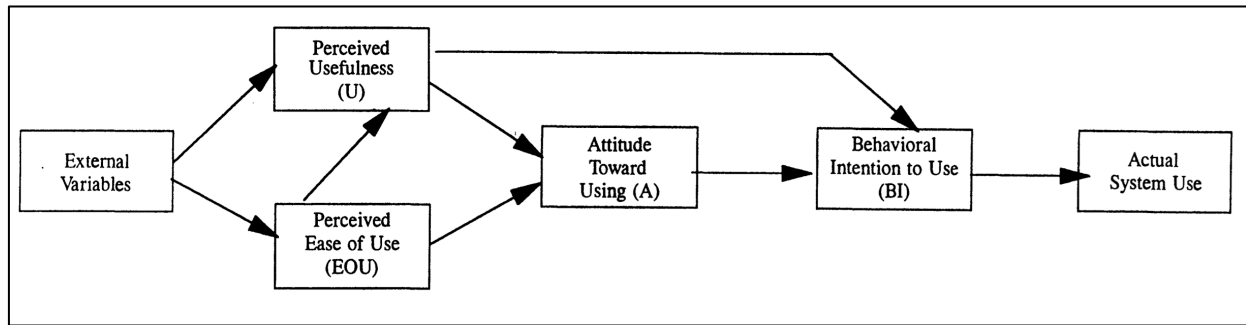 External
Variables
Perceived
Usefulness
(U)
Perceived
Ease of Use
(EOU)
Attitude
Toward
Using (A)
Behavioral
Intention to Use
(BI)
Actual
System Use